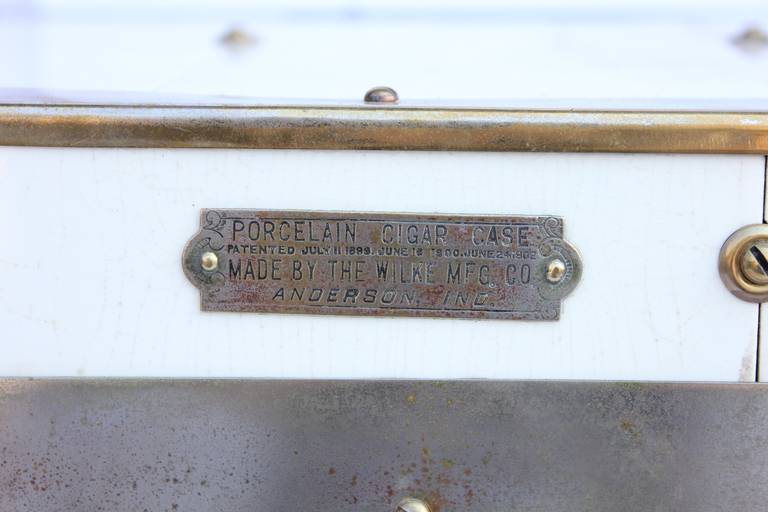 PORCELAIN CIGAR CASE
PATENTED JULY 11 1899. JUNE 16 1900. JUNE 24 1902
MADE BY THE WILKE MFG. CO.
ANDERSON, IND.